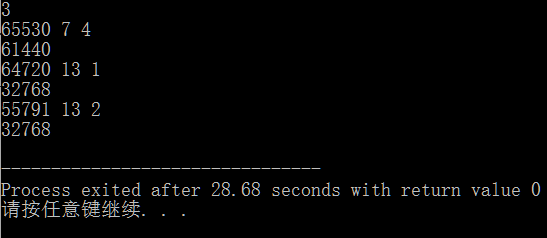 3
65530 7 4
61440
64720 13 1
32768
55791 13 2
32768
--------------------------------
Process exited after 28.68 seconds with return value 0
请按任意键继续. . .